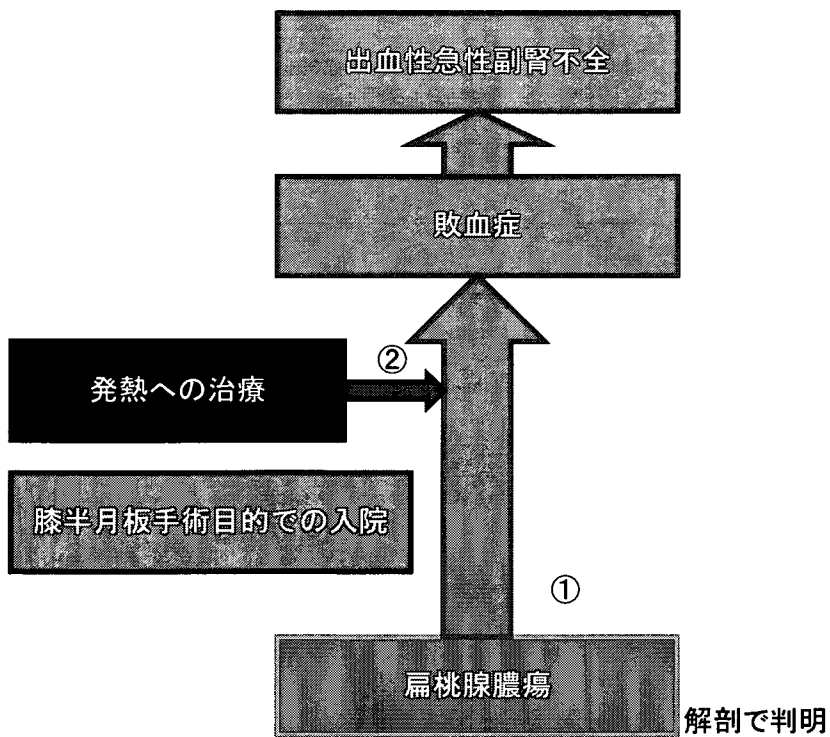 出血性急性副腎不全
敗血症
②
発熱への治療
膝半月板手術目的での入院
①
扁桃腺膿瘍
解剖で判明